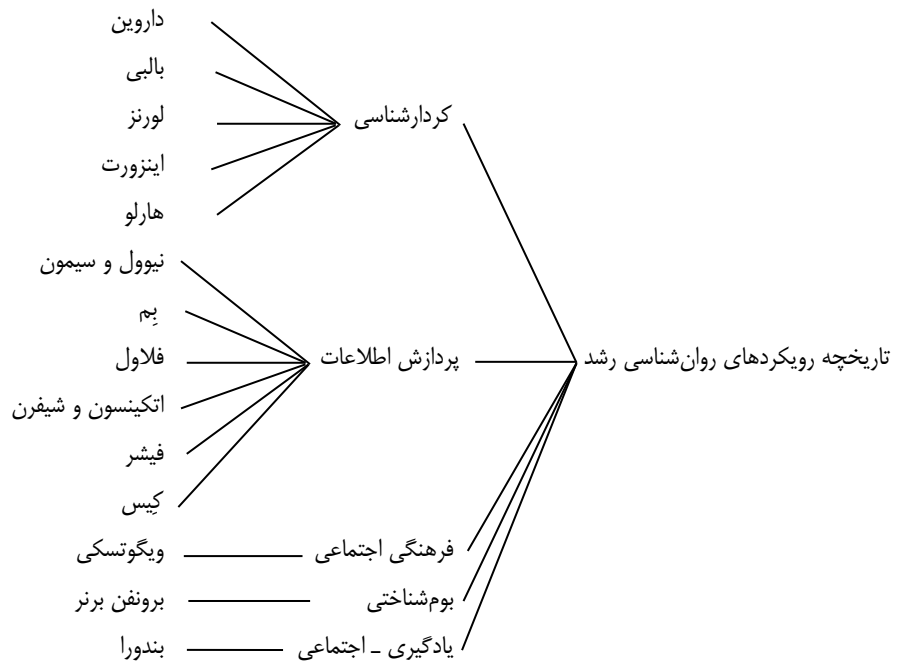 تاریخچه رویکردهای روان‌شناسی رشد
کردارشناسی
داروین
بالبی
لورنز
اینزورت
هارلو
پردازش اطلاعات
نیوول و سیمون
بِم
فلاول
اتکینسون و شیفرن
فیشر
کِیس
فرهنگی اجتماعی
ویگوتسکی
بوم‌شناختی
برونفن برنر
یادگیری ـ اجتماعی
بندورا